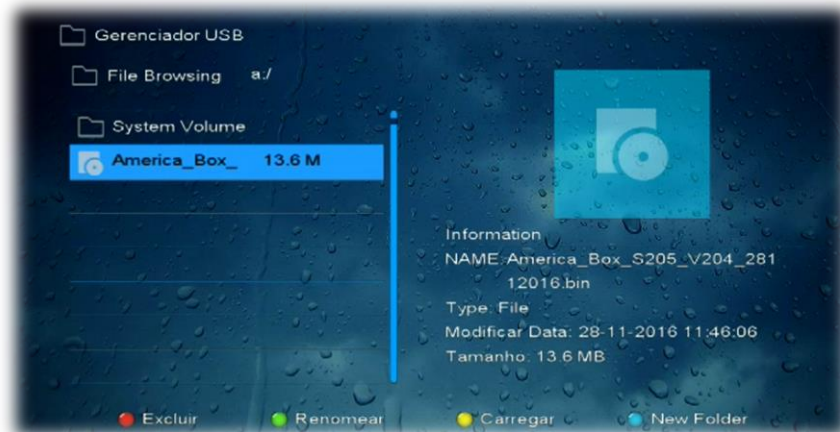 Gerenciador USB
File Browsing a:/
System Volume
America_Box_ 13.6 M
Information
NAME:America_Box_S205_V204_281
12016.bin
Type: File
Modificar Data: 28-11-2016 11:46:06
Tamanho: 13.6 MB
Excluir Renomear Carregar New Folder